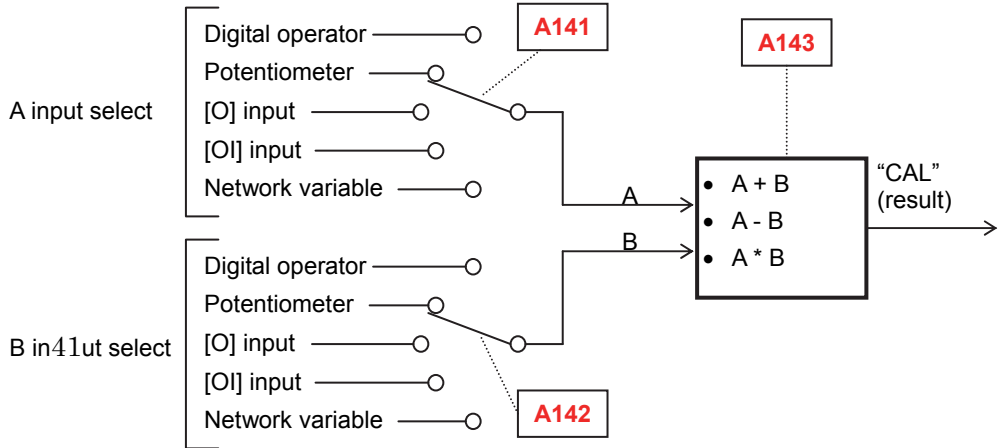 Digital operator
A141
A143
Potentiometer
A input select
[O] input
[OI] input
Network variable
A
• A + B
• A - B
• A * B
“CAL”
(result)
B
Digital operator
Potentiometer
B in41ut select
[O] input
[OI] input
A142
Network variable